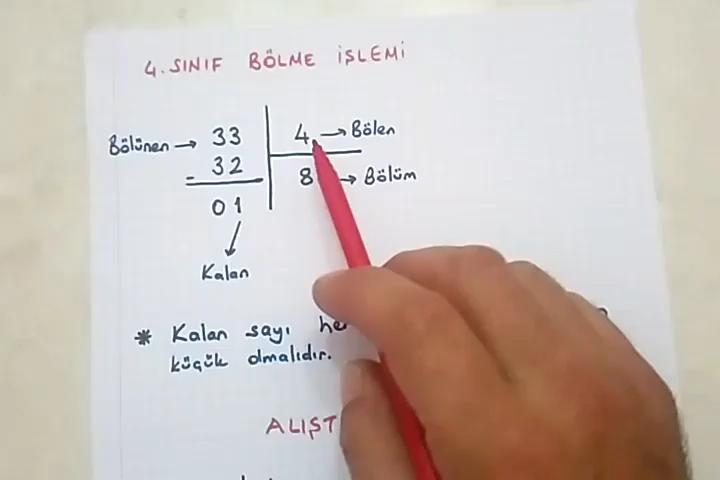 4. SINIF BÖLME İŞLEMİ
Bölünen → 33 4 → Bölen
- 32 8 → Bölüm
01
Kalan
* Kalan sayı he
küçük olmalıdır.
ALIŞT